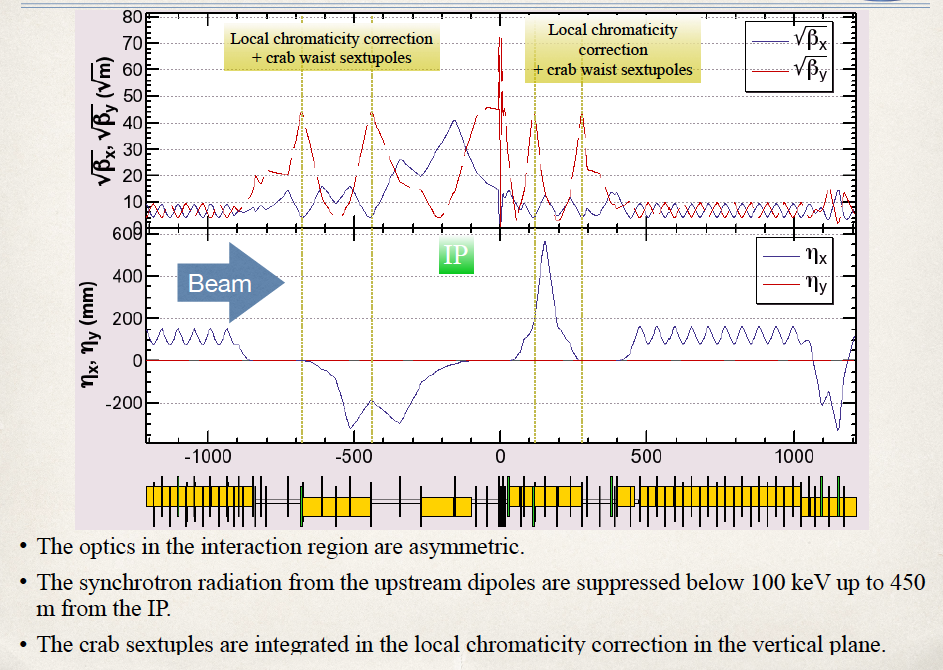 80
70
60
50
40
30
20
10
0
√βx, √βy (√m)
Local chromaticity correction
+ crab waist sextupoles
Local chromaticity
correction
+ crab waist sextupoles
√βx
√βy
600
400
200
0
-200
ηx, ηy (mm)
Beam
IP
ηx
ηy
-1000 -500 0 500 1000
• The optics in the interaction region are asymmetric.
• The synchrotron radiation from the upstream dipoles are suppressed below 100 keV up to 450
m from the IP.
• The crab sextuples are integrated in the local chromaticity correction in the vertical plane.